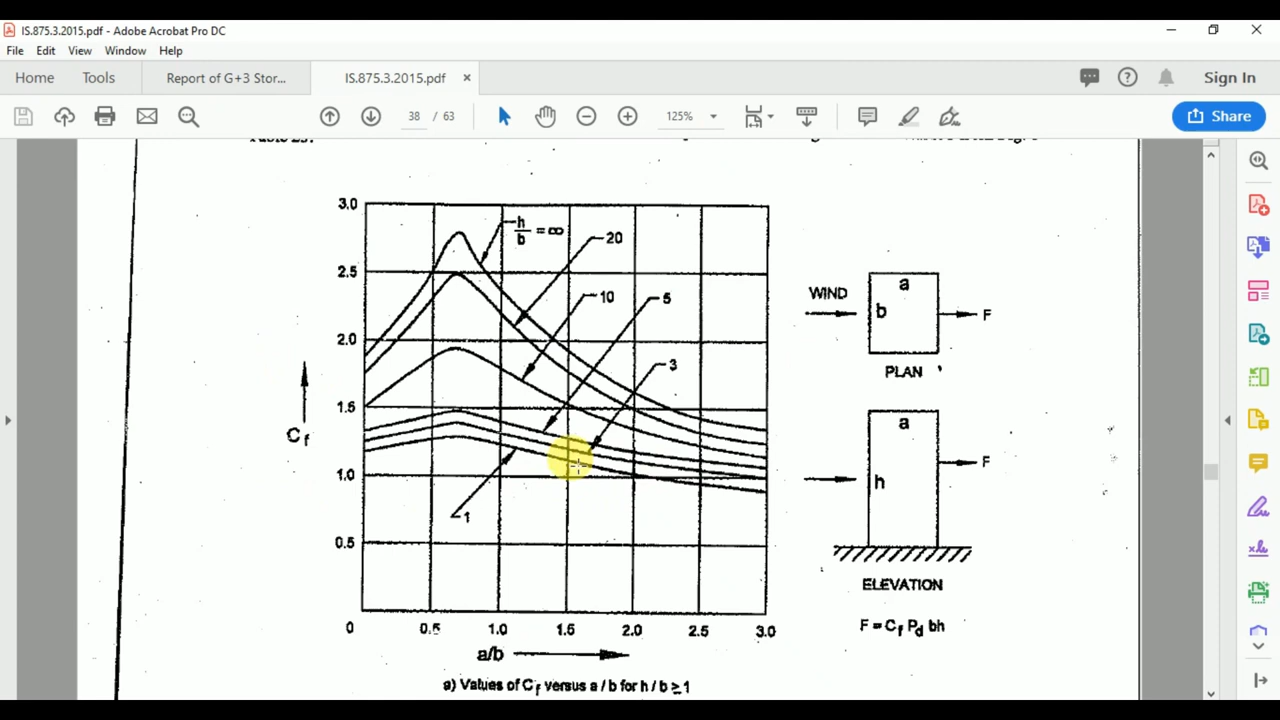 IS.875.3.2015.pdf - Adobe Acrobat Pro DC
File Edit View Window Help
Home Tools Report of G+3 Stor... IS.875.3.2015.pdf ×
38 / 63 125% Sign In Share
3.0
h/b = ∞
20
2.5
10
5
2.0
3
1.5
Cf
1.0
1
0.5
0 0.5 1.0 1.5 2.0 2.5 3.0
a/b
a) Values of Cf versus a / b for h / b ≥ 1
WIND
a
b
F
PLAN
a
h
F
ELEVATION
F = Cf Pd bh